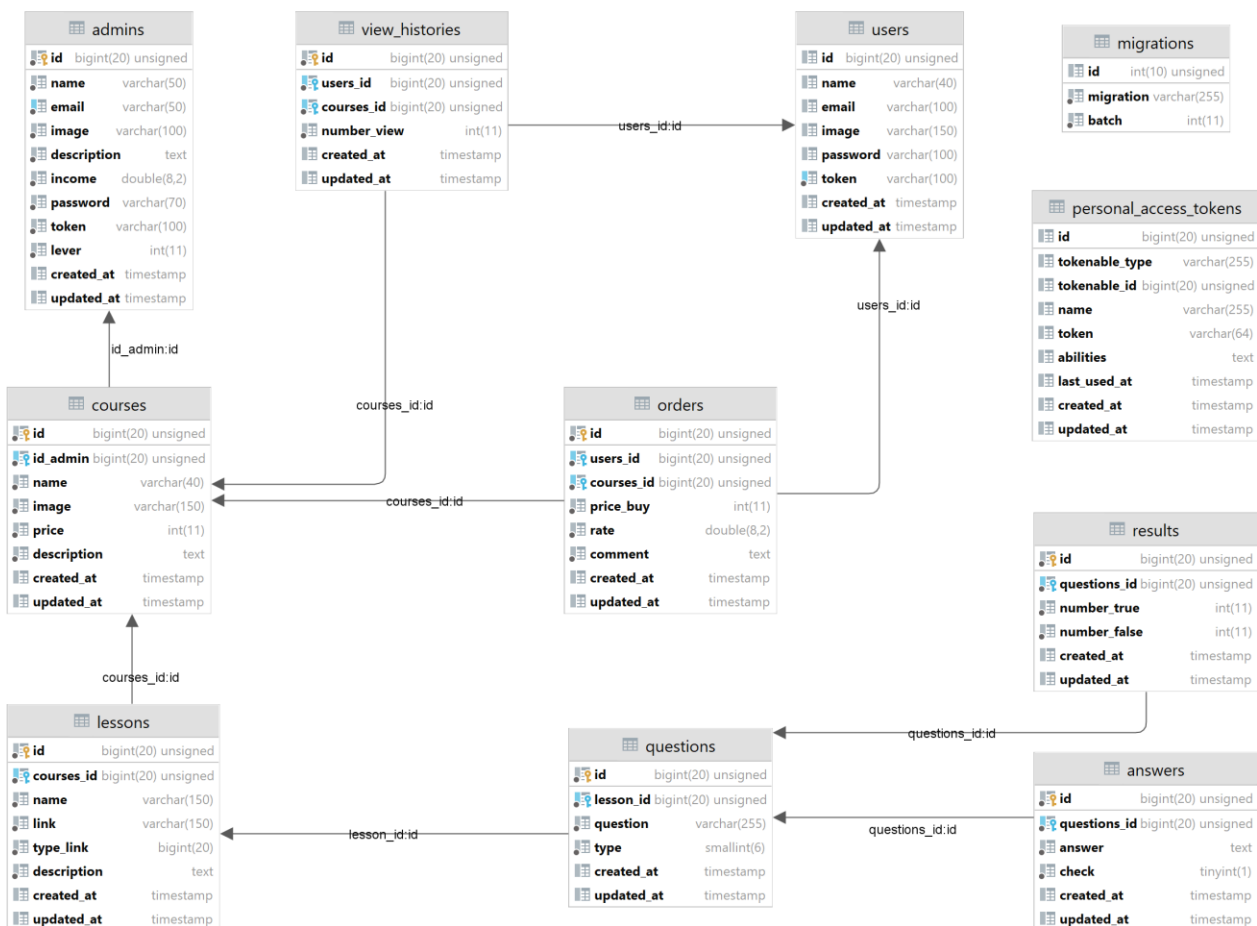 admins
id bigint(20) unsigned
name varchar(50)
email varchar(50)
image varchar(100)
description text
income double(8,2)
password varchar(70)
token varchar(100)
lever int(11)
created_at timestamp
updated_at timestamp
view_histories
id bigint(20) unsigned
users_id bigint(20) unsigned
courses_id bigint(20) unsigned
number_view int(11)
created_at timestamp
updated_at timestamp
users
id bigint(20) unsigned
name varchar(40)
email varchar(100)
image varchar(150)
password varchar(100)
token varchar(100)
created_at timestamp
updated_at timestamp
migrations
id int(10) unsigned
migration varchar(255)
batch int(11)
users_id:id
personal_access_tokens
id bigint(20) unsigned
tokenable_type varchar(255)
tokenable_id bigint(20) unsigned
name varchar(255)
token varchar(64)
abilities text
last_used_at timestamp
created_at timestamp
updated_at timestamp
users_id:id
id_admin:id
courses_id:id
courses
id bigint(20) unsigned
id_admin bigint(20) unsigned
name varchar(40)
image varchar(150)
price int(11)
description text
created_at timestamp
updated_at timestamp
courses_id:id
orders
id bigint(20) unsigned
users_id bigint(20) unsigned
courses_id bigint(20) unsigned
price_buy int(11)
rate double(8,2)
comment text
created_at timestamp
updated_at timestamp
results
id bigint(20) unsigned
questions_id bigint(20) unsigned
number_true int(11)
number_false int(11)
created_at timestamp
updated_at timestamp
courses_id:id
lessons
id bigint(20) unsigned
courses_id bigint(20) unsigned
name varchar(150)
link varchar(150)
type_link bigint(20)
description text
created_at timestamp
updated_at timestamp
lesson_id:id
questions
id bigint(20) unsigned
lesson_id bigint(20) unsigned
question varchar(255)
type smallint(6)
created_at timestamp
updated_at timestamp
questions_id:id
questions_id:id
answers
id bigint(20) unsigned
questions_id bigint(20) unsigned
answer text
check tinyint(1)
created_at timestamp
updated_at timestamp